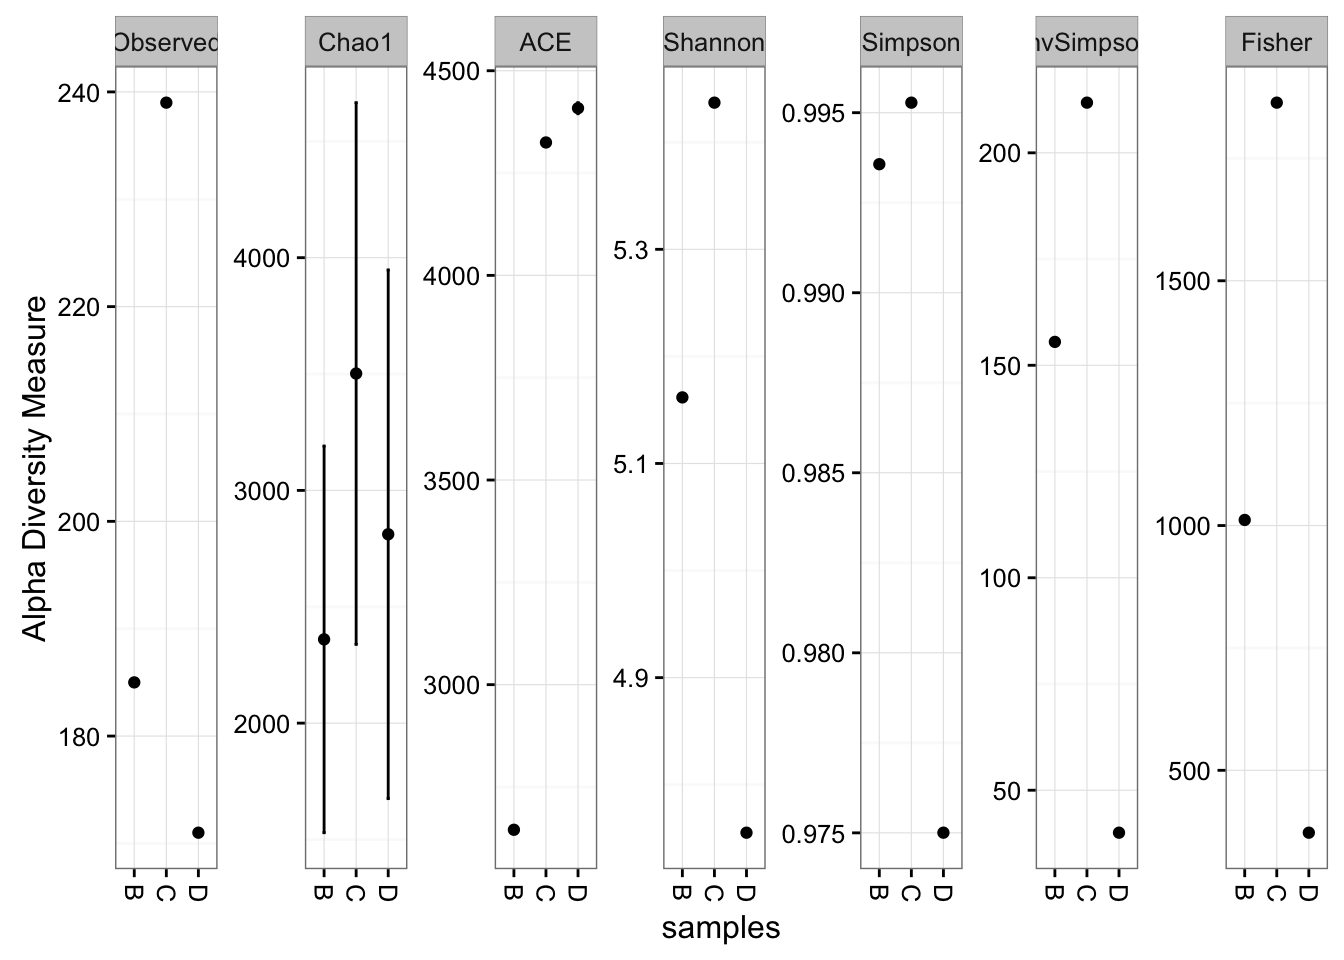 Observed
Chao1
ACE
Shannon
Simpson
nvSimpso
Fisher
Alpha Diversity Measure
240
220
200
180
4000
3000
2000
4500
4000
3500
3000
5.3
5.1
4.9
0.995
0.990
0.985
0.980
0.975
200
150
100
50
1500
1000
500
B C D
B C D
B C D
B C D
B C D
B C D
B C D
samples